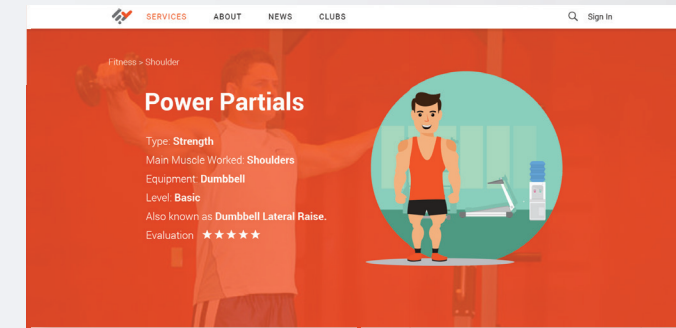 SERVICES ABOUT NEWS CLUBS Sign In
Fitness > Shoulder
Power Partials
Type: Strength
Main Muscle Worked: Shoulders
Equipment: Dumbbell
Level: Basic
Also known as Dumbbell Lateral Raise.
Evaluation ★★★★★